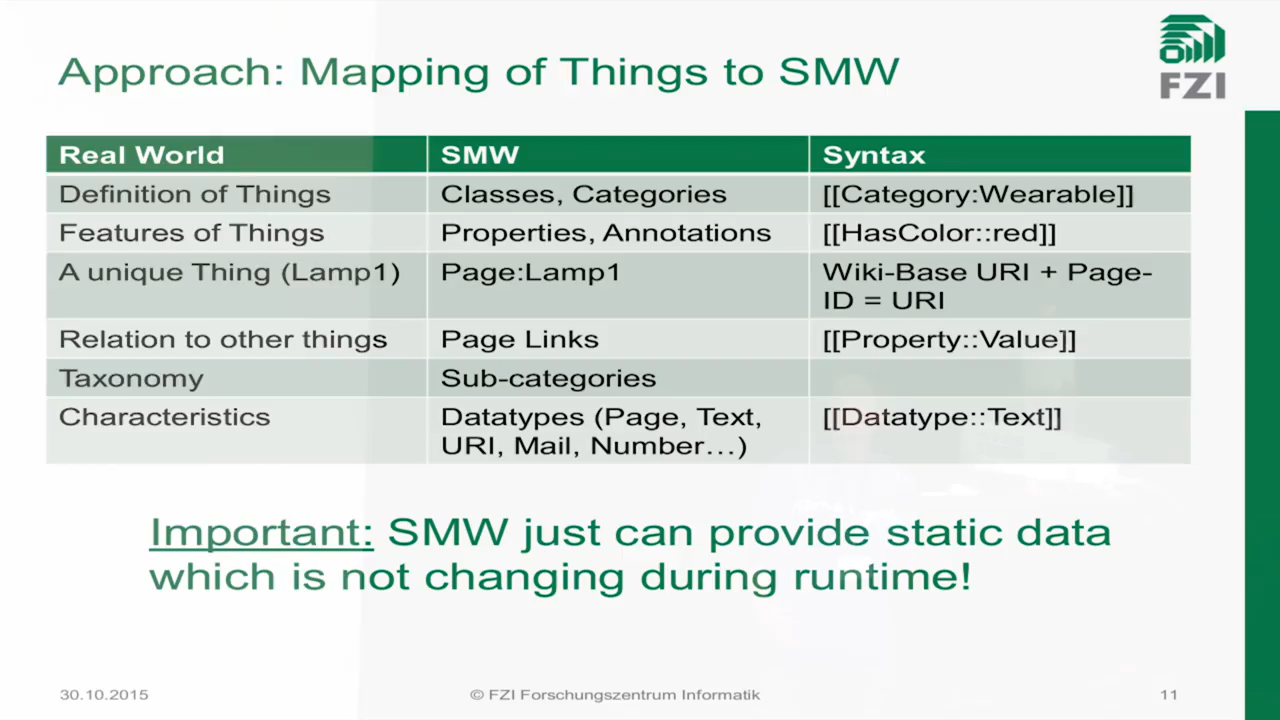 Approach: Mapping of Things to SMW
FZI
Real World SMW Syntax
Definition of Things Classes, Categories [[Category:Wearable]]
Features of Things Properties, Annotations [[HasColor::red]]
A unique Thing (Lamp1) Page:Lamp1 Wiki-Base URI + Page-
ID = URI
Relation to other things Page Links [[Property::Value]]
Taxonomy Sub-categories
Characteristics Datatypes (Page, Text, [[Datatype::Text]]
URI, Mail, Number…)
Important: SMW just can provide static data
which is not changing during runtime!
30.10.2015 © FZI Forschungszentrum Informatik 11